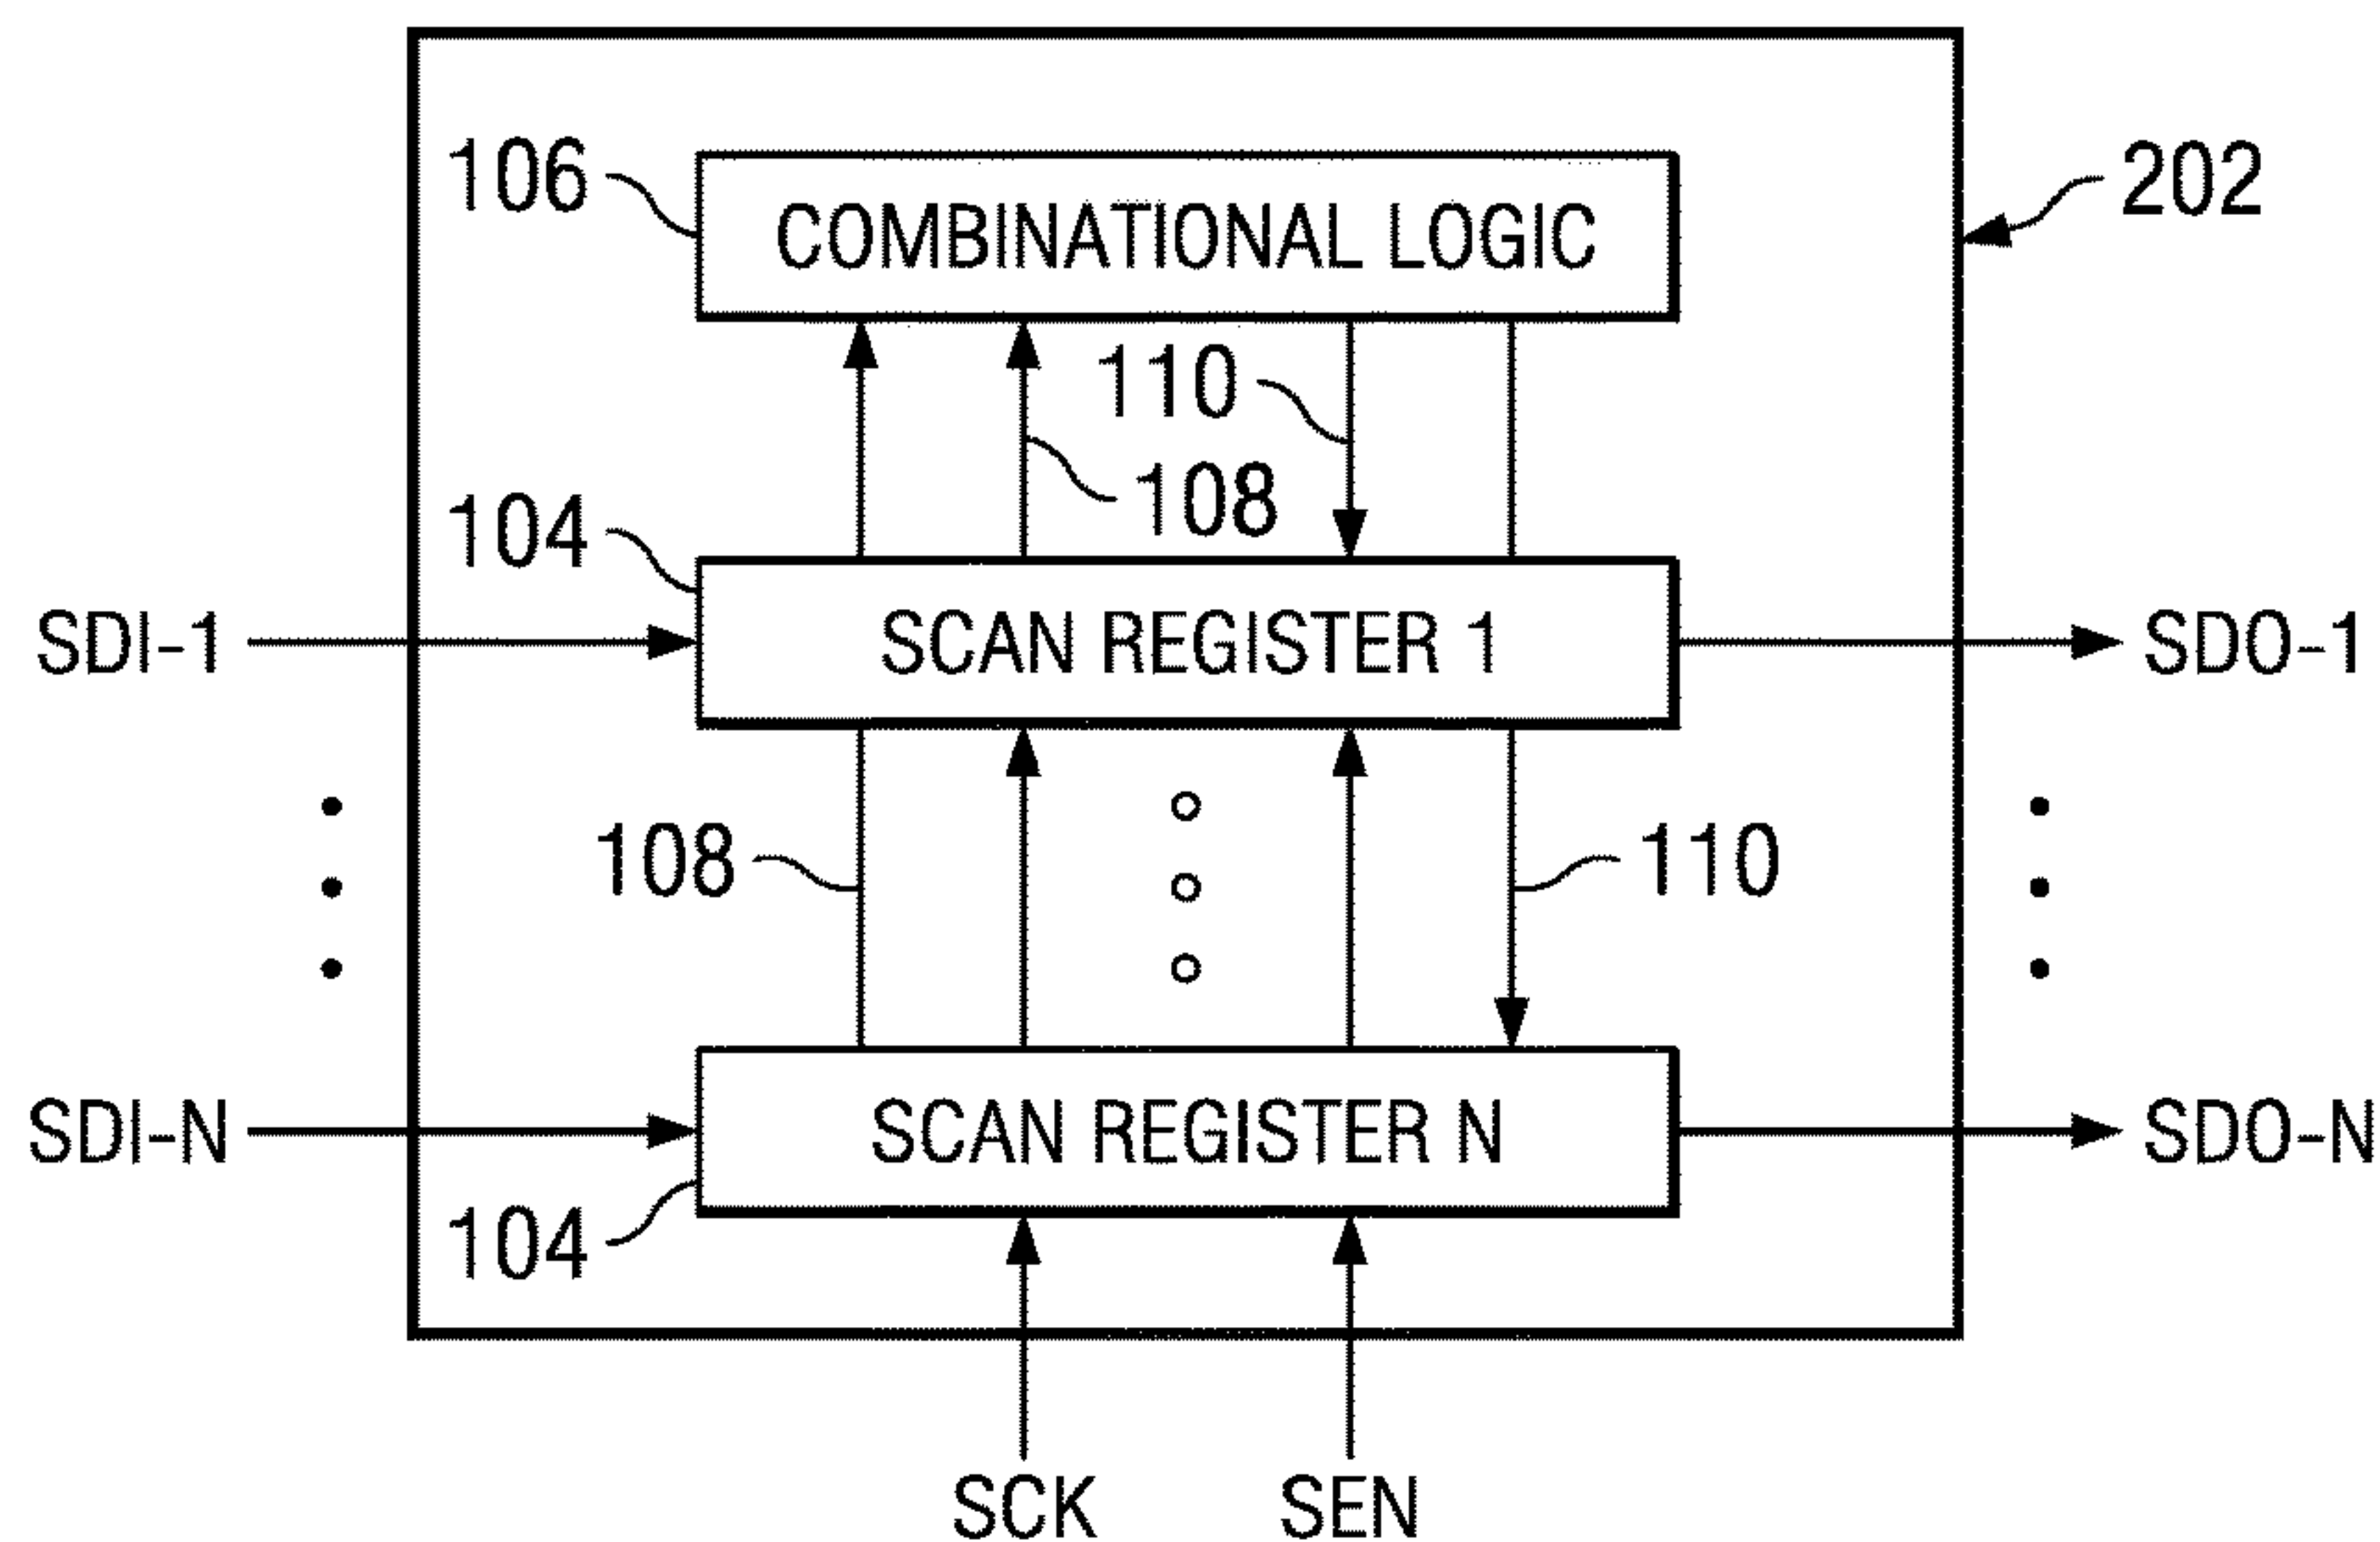 106
COMBINATIONAL LOGIC
202
110
108
104
SDI-1
SCAN REGISTER 1
SDO-1
108
110
SDI-N
SCAN REGISTER N
SDO-N
104
SCK
SEN